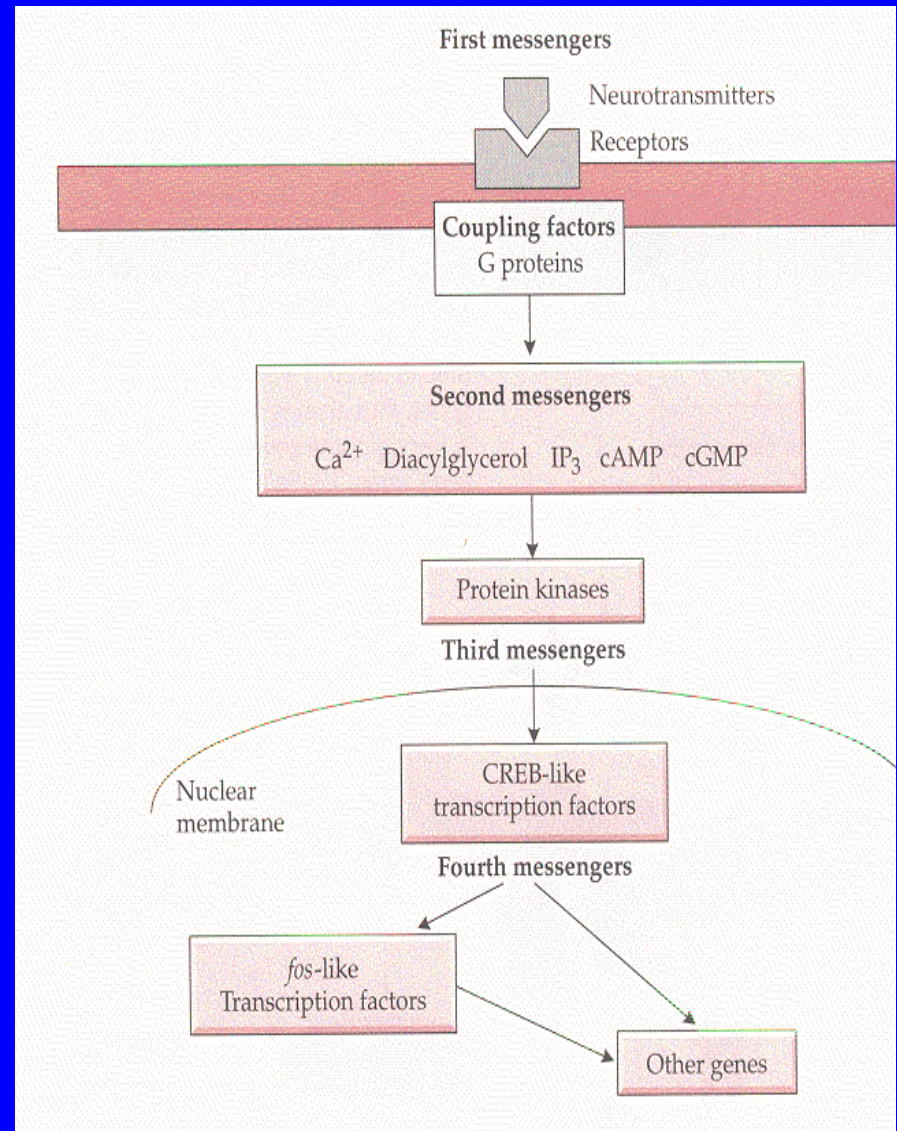 First messengers
Neurotransmitters
Receptors
Coupling factors
G proteins
Second messengers
Ca²⁺ Diacylglycerol IP₃ cAMP cGMP
Protein kinases
Third messengers
CREB-like
transcription factors
Nuclear
membrane
Fourth messengers
fos-like
Transcription factors
Other genes